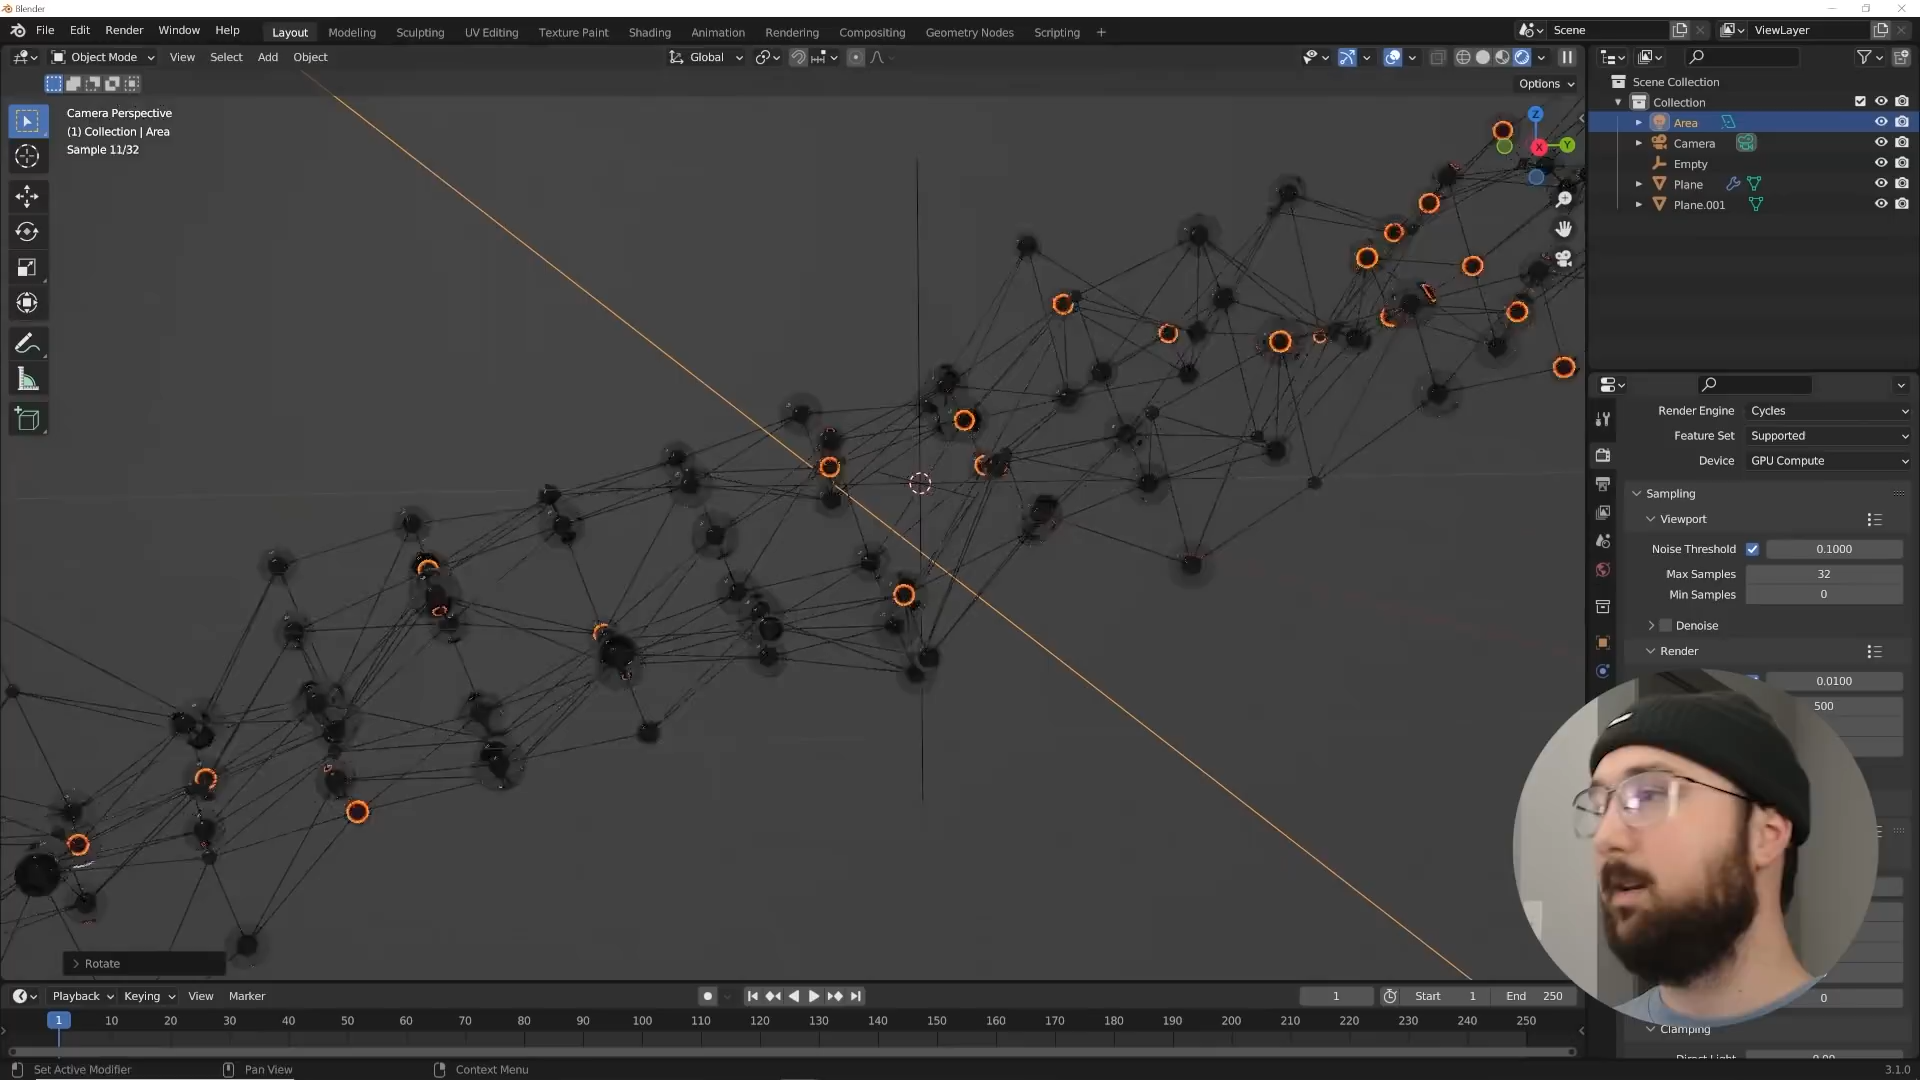 Blender
File Edit Render Window Help
Layout Modeling Sculpting UV Editing Texture Paint Shading Animation Rendering Compositing Geometry Nodes Scripting +
Scene
ViewLayer
Object Mode View Select Add Object
Global
Options
Camera Perspective
(1) Collection | Area
Sample 11/32
Z
X
Y
Scene Collection
Collection
Area
Camera
Empty
Plane
Plane.001
Render Engine Cycles
Feature Set Supported
Device GPU Compute
Sampling
Viewport
Noise Threshold 0.1000
Max Samples 32
Min Samples 0
Denoise
Render
0.0100
500
0
Clamping
Rotate
Playback Keying View Marker
1 Start 1 End 250
1 10 20 30 40 50 60 70 80 90 100 110 120 130 140 150 160 170 180 190 200 210 220 230 240 250
Set Active Modifier Pan View Context Menu 3.1.0